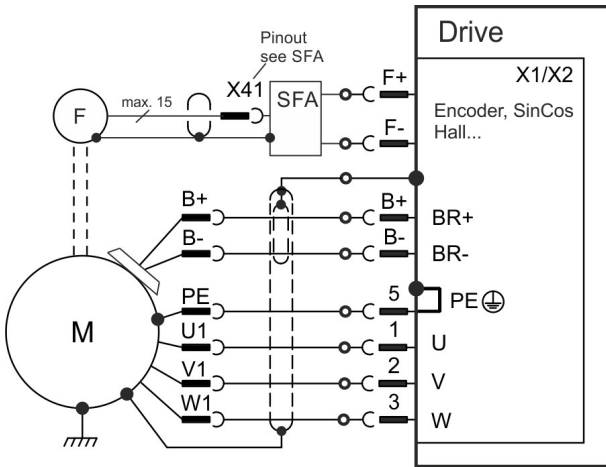 Drive
Pinout
see SFA
X41
SFA
F+
X1/X2
F
max. 15
Encoder, SinCos
Hall...
F-
B+
B+
BR+
B-
B-
BR-
PE
5
PE
M
U1
1
U
V1
2
V
W1
3
W